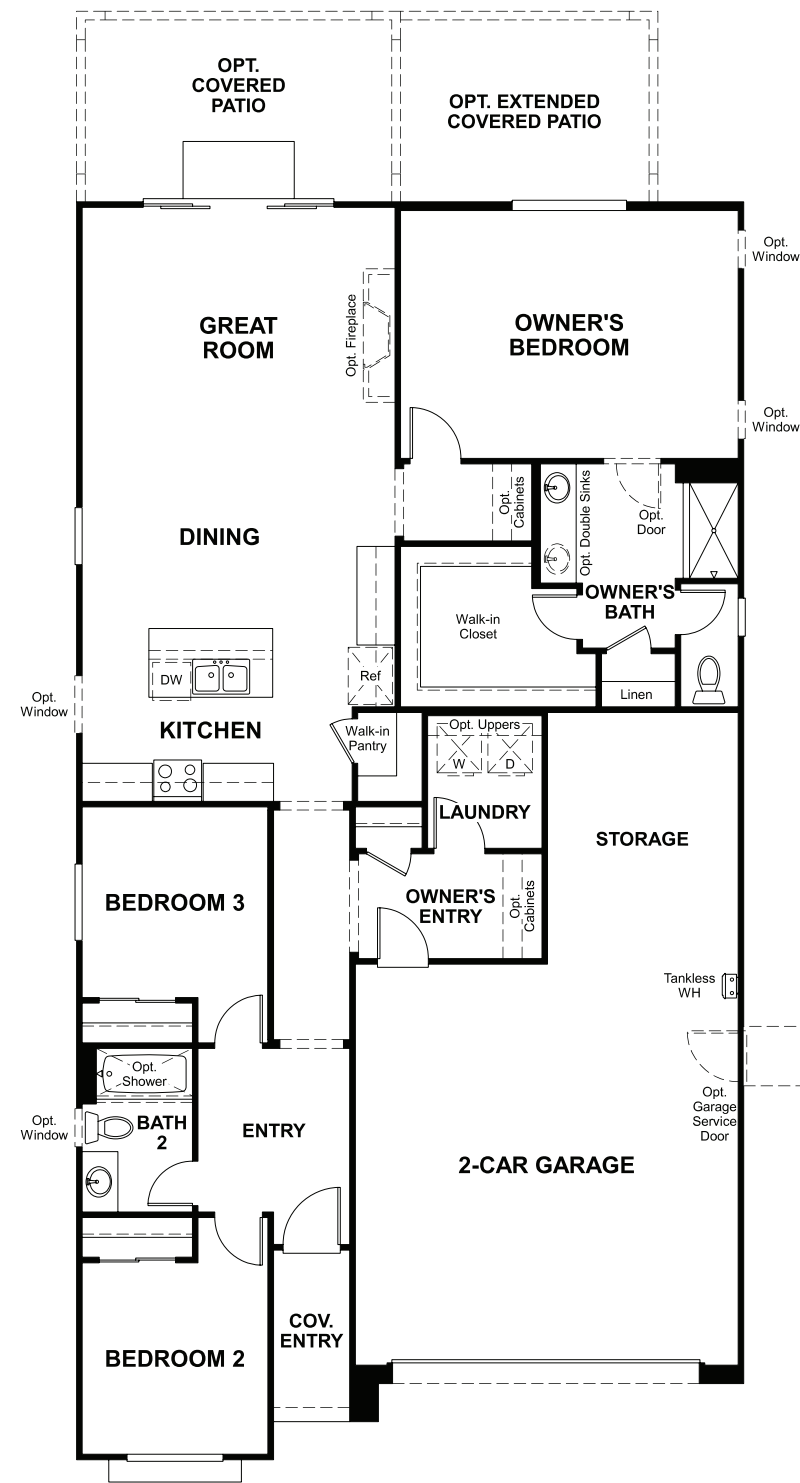 OPT.
COVERED
PATIO
OPT. EXTENDED
COVERED PATIO
Opt.
Window
GREAT
ROOM
Opt. Fireplace
OWNER'S
BEDROOM
Opt.
Window
DINING
Opt.
Cabinets
Opt. Double Sinks
Opt.
Door
OWNER'S
BATH
Walk-in
Closet
DW
Ref
Linen
Opt.
Window
KITCHEN
Walk-in
Pantry
Opt. Uppers
W
D
LAUNDRY
STORAGE
BEDROOM 3
OWNER'S
ENTRY
Opt.
Cabinets
Tankless
WH
Opt.
Shower
Opt.
Window
BATH
2
ENTRY
Opt.
Garage
Service
Door
2-CAR GARAGE
COV.
ENTRY
BEDROOM 2